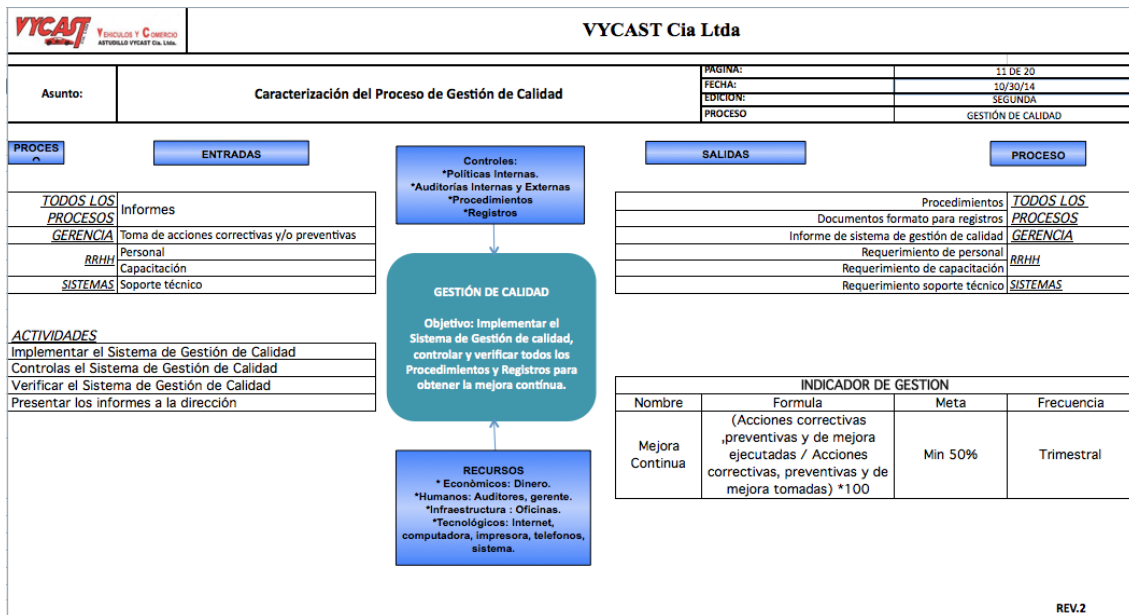 VYCAST
VEHICULOS Y COMERCIO
ASTUDILLO VYCAST Cia. Ltda.
VYCAST Cia Ltda
Asunto:
Caracterización del Proceso de Gestión de Calidad
PAGINA: 11 DE 20
FECHA: 10/30/14
EDICION: SEGUNDA
PROCESO GESTIÓN DE CALIDAD
PROCESO
ENTRADAS
Controles:
*Políticas Internas.
*Auditorías Internas y Externas
*Procedimientos
*Registros
SALIDAS
PROCESO
TODOS LOS PROCESOS Informes
GERENCIA Toma de acciones correctivas y/o preventivas
RRHH Personal
Capacitación
SISTEMAS Soporte técnico
Procedimientos TODOS LOS
Documentos formato para registros PROCESOS
Informe de sistema de gestión de calidad GERENCIA
Requerimiento de personal RRHH
Requerimiento de capacitación
Requerimiento soporte técnico SISTEMAS
GESTIÓN DE CALIDAD
Objetivo: Implementar el
Sistema de Gestión de calidad,
controlar y verificar todos los
Procedimientos y Registros para
obtener la mejora contínua.
ACTIVIDADES
Implementar el Sistema de Gestión de Calidad
Controlas el Sistema de Gestión de Calidad
Verificar el Sistema de Gestión de Calidad
Presentar los informes a la dirección
INDICADOR DE GESTION
Nombre Formula Meta Frecuencia
Mejora Continua
(Acciones correctivas
,preventivas y de mejora
ejecutadas / Acciones
correctivas, preventivas y de
mejora tomadas) *100
Min 50%
Trimestral
RECURSOS
* Econòmicos: Dinero.
*Humanos: Auditores, gerente.
*Infraestructura : Oficinas.
*Tecnológicos: Internet,
computadora, impresora, telefonos,
sistema.
REV.2